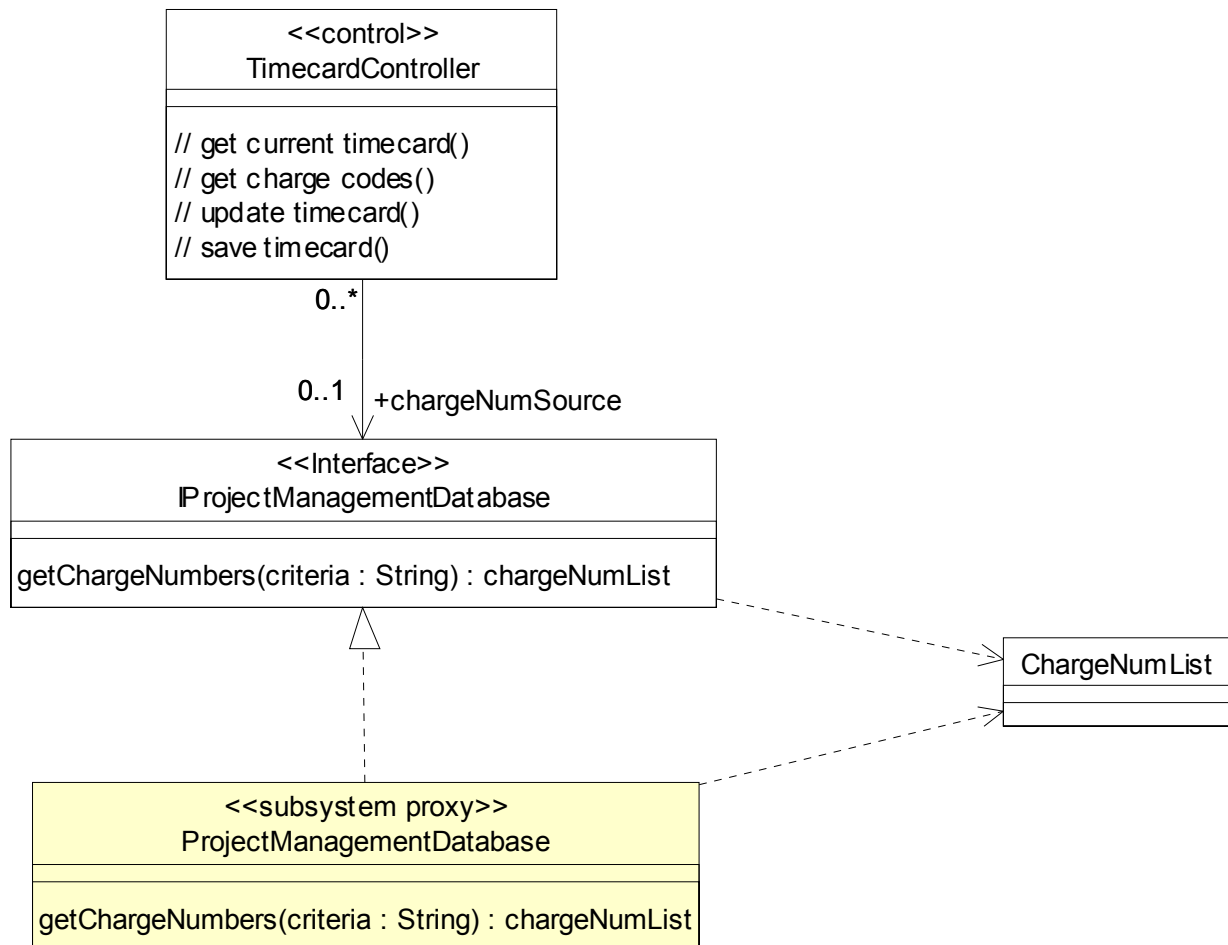 <<control>>
TimecardController
// get current timecard()
// get charge codes()
// update timecard()
// save timecard()
0..*
0..1
+chargeNumSource
<<Interface>>
IProjectManagementDatabase
getChargeNumbers(criteria : String) : chargeNumList
ChargeNumList
<<subsystem proxy>>
ProjectManagementDatabase
getChargeNumbers(criteria : String) : chargeNumList